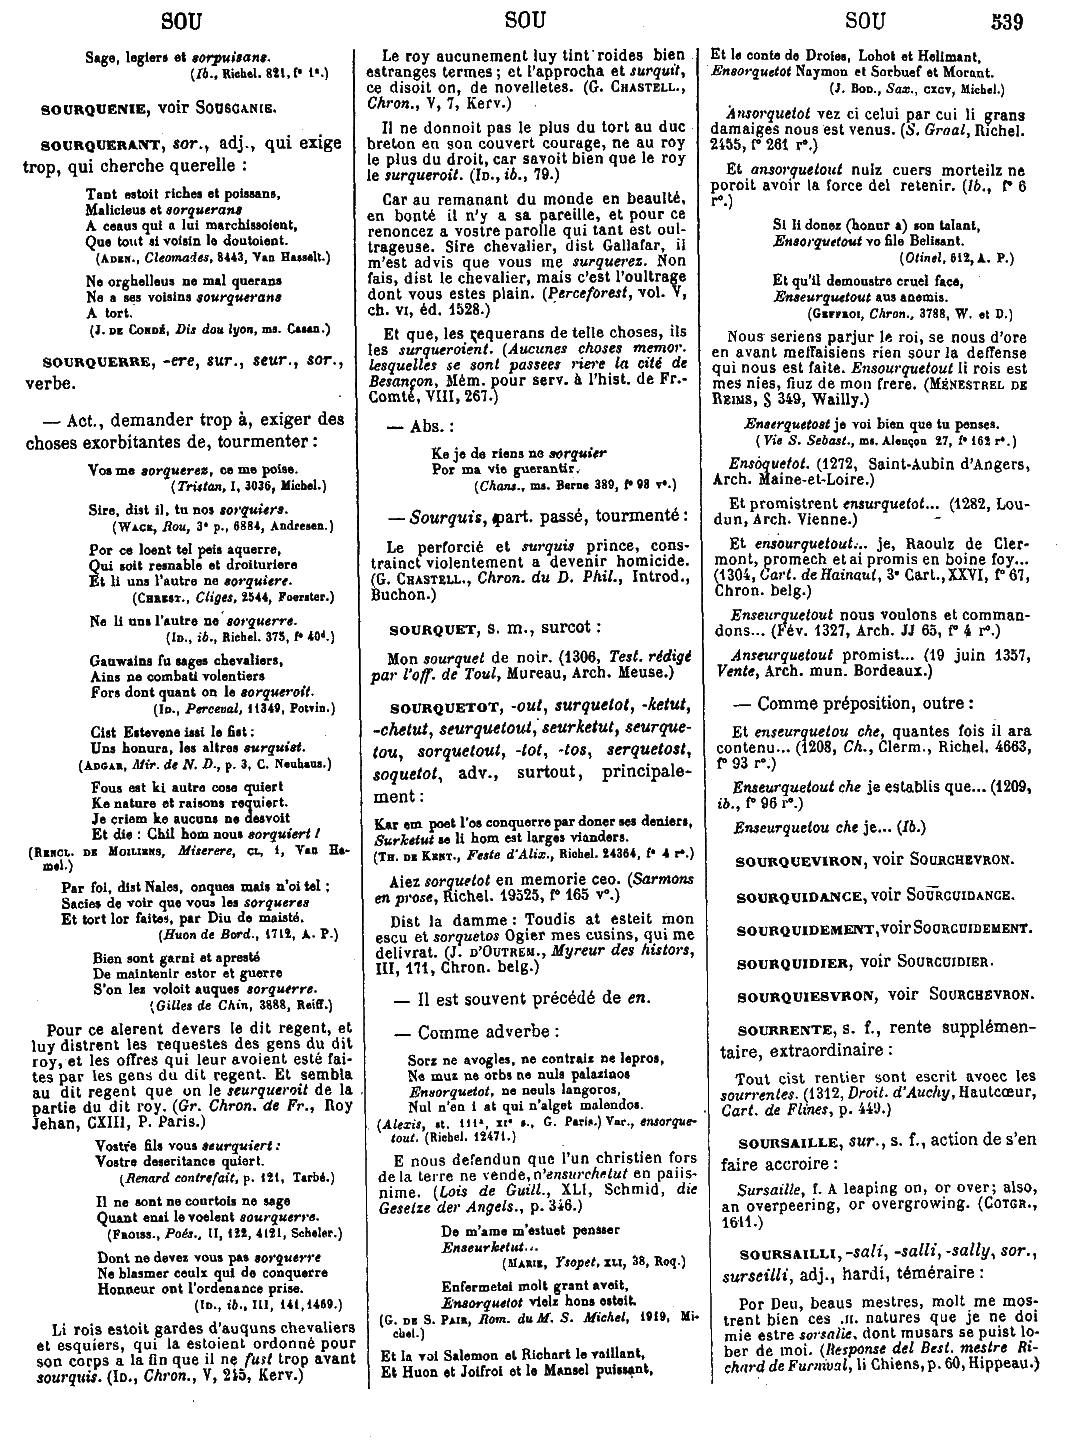 SOU
SOU
SOU 539
Sage, legiers et sorpuisans.
(Ib., Richel. 821, f° 1ª.)
SOURQUENIE, voir SOUSGANIE.
SOURQUERANT, sor., adj., qui exige
trop, qui cherche querelle :
Tant estoit riches et poissans,
Malicieus et sorquerans
A ceaus qui a lui marchissoient,
Que tout si voisin le doutoient.
(ADEN., Cleomades, 8443, Van Hasselt.)
Ne orghelleus ne mal querans
Ne a ses voisins sourquerans
A tort.
(J. DE CONDÉ, Dis dou lyon, ms. Casan.)
SOURQUERRE, -ere, sur., seur., sor.,
verbe.
— Act., demander trop à, exiger des
choses exorbitantes de, tourmenter :
Vos me sorquerez, ce me poise.
(Tristan, I, 3036, Michel.)
Sire, dist il, tu nos sorquiers.
(WACE, Rou, 3° p., 6884, Andresen.)
Por ce loent tel peis aquerre,
Qui soit resnable et droituriere
Et li uns l'autre ne sorquiere.
(CHREST., Cliges, 2544, Foerster.)
Ne li uns l'autre ne sorquerre.
(ID., ib., Richel. 375, f° 40d.)
Gauwains fu sages chevaliers,
Ains ne combati volentiers
Fors dont quant on le sorqueroit.
(ID., Perceval, 11349, Potvin.)
Cist Estevene issi le fist :
Uns honura, les altres surquist.
(ADGAR, Mir. de N. D., p. 3, C. Neuhaus.)
Fous est ki autre cose quiert
Ke nature et raisons requiert.
Je criem ke aucuns ne desvoit
Et die : Chil hom nous sorquiert !
(RENCL. DE MOILIENS, Miserere, CL, 1, Van Ha-
mel.)
Par foi, dist Nales, onques mais n'oi tel ;
Sacies de voir que vous les sorqueres
Et tort lor faites, par Diu de maisté.
(Huon de Bord., 1712, A. P.)
Bien sont garni et apresté
De maintenir estor et guerre
S'on les voloit auques sorquerre.
(Gilles de Chin, 3888, Reiff.)
Pour ce alerent devers le dit regent, et
luy distrent les requestes des gens du dit
roy, et les offres qui leur avoient esté fai-
tes par les gens du dit regent. Et sembla
au dit regent que on le seurqueroit de la
partie du dit roy. (Gr. Chron. de Fr., Roy
Jehan, CXIII, P. Paris.)
Vostre fils vous seurquiert :
Vostre deseritance quiert.
(Renard contrefait, p. 121, Tarbé.)
Il ne sont ne courtois ne sage
Quant ensi le voelent sourquerre.
(FROISS., Poés., II, 122, 4121, Scheler.)
Dont ne devez vous pas sorquerre
Ne blasmer ceulx qui de conquerre
Honneur ont l'ordenance prise.
(ID., ib., III, 141, 1469.)
Li rois estoit gardes d'auquns chevaliers
et esquiers, qui la estoient ordonné pour
son corps a la fin que il ne fust trop avant
sourquis. (ID., Chron., V, 215, Kerv.)
Le roy aucunement luy tint roides bien
estranges termes ; et l'approcha et surquit,
ce disoit on, de novelletes. (G. CHASTELL.,
Chron., V, 7, Kerv.)
Il ne donnoit pas le plus du tort au duc
breton en son couvert courage, ne au roy
le plus du droit, car savoit bien que le roy
le surqueroit. (ID., ib., 79.)
Car au remanant du monde en beaulté,
en bonté il n'y a sa pareille, et pour ce
renoncez a vostre parolle qui tant est oul-
trageuse. Sire chevalier, dist Gallafar, il
m'est advis que vous me surquerez. Non
fais, dist le chevalier, mais c'est l'oultrage
dont vous estes plain. (Perceforest, vol. V,
ch. VI, éd. 1528.)
Et que, les requerans de telle choses, ils
les surqueroient. (Aucunes choses memor.
lesquelles se sont passees riere la cité de
Besançon, Mém. pour serv. à l'hist. de Fr.-
Comté, VIII, 267.)
— Abs. :
Ke je de riens ne sorquier
Por ma vie guerantir.
(Chans., ms. Berne 389, f° 98 v°.)
— Sourquis, part. passé, tourmenté :
Le perforcié et surquis prince, cons-
trainct violentement a devenir homicide.
(G. CHASTELL., Chron. du D. Phil., Introd.,
Buchon.)
SOURQUET, s. m., surcot :
Mon sourquet de noir. (1306, Test. rédigé
par l'off. de Toul, Mureau, Arch. Meuse.)
SOURQUETOT, -out, surquetot, -ketut,
-chetut, seurquetout, seurketut, seurque-
tou, sorquetout, -tot, -tos, serquetost,
soquetot, adv., surtout, principale-
ment :
Kar em poet l'os conquerre par doner ses deniers,
Surketut se li hom est larges vianders.
(TH. DE KENT., Feste d'Alix., Richel. 24364, f° 4 r°.)
Aiez sorquetot en memorie ceo. (Sarmons
en prose, Richel. 19525, f° 165 v°.)
Dist la damme : Toudis at esteit mon
escu et sorquetos Ogier mes cusins, qui me
delivrat. (J. D'OUTREM., Myreur des histors,
III, 171, Chron. belg.)
— Il est souvent précédé de en.
— Comme adverbe :
Sorz ne avogles, ne contraiz ne lepros,
Ne muz ne orbs ne nuls palazinos
Ensorquetot, ne neuls langoros,
Nul n'en i at qui n'alget malendos.
(Alexis, st. 111ª, XI° s., G. Paris.) Var., ensorque-
tout. (Richel. 12471.)
E nous defendun que l'un christien fors
de la terre ne vende, n'ensurchetut en paiis-
nime. (Lois de Guill., XLI, Schmid, die
Gesetze der Angels., p. 346.)
De m'ame m'estuet pensser
Enseurketut...
(MARIE, Ysopet, XLI, 38, Roq.)
Enfermetei molt grant aveit,
Ensorquetot vielz hons esteit.
(G. DE S. PAIR, Rom. du M. S. Michel, 1919, Mi-
chel.)
Et la voi Salemon et Richart le vaillant,
Et Huon et Joifroi et le Mansel puissant,
Et le conte de Droies, Lohot et Hellmant,
Ensorquetot Naymon et Sorbuef et Morant.
(J. BOD., Sax., CXCV, Michel.)
Ansorquetot vez ci celui par cui li grans
damaiges nous est venus. (S. Graal, Richel.
2455, f° 261 r°.)
Et ansorquetout nulz cuers morteilz ne
poroit avoir la force del retenir. (Ib., f° 6
r°.)
Si li donez (honur a) son talant,
Ensorquetout vo file Belisant.
(Otinel, 612, A. P.)
Et qu'il demoustre cruel face,
Enseurquetout aus anemis.
(GEFFROI, Chron., 3788, W. et D.)
Nous seriens parjur le roi, se nous d'ore
en avant meffaisiens rien sour la deffense
qui nous est faite. Ensourquetout li rois est
mes nies, fiuz de mon frere. (MÉNESTREL DE
REIMS, § 349, Wailly.)
Enserquetost je voi bien que tu penses.
(Vie S. Sebast., ms. Alençon 27, f° 162 r°.)
Ensoquetot. (1272, Saint-Aubin d'Angers,
Arch. Maine-et-Loire.)
Et promistrent ensurquetot... (1282, Lou-
dun, Arch. Vienne.)
Et ensourquetout... je, Raoulz de Cler-
mont, promech et ai promis en boine foy...
(1304, Cart. de Hainaut, 3° Cart., XXVI, f° 67,
Chron. belg.)
Enseurquetout nous voulons et comman-
dons... (Fév. 1327, Arch. JJ 65, f° 4 r°.)
Anseurquetout promist... (19 juin 1357,
Vente, Arch. mun. Bordeaux.)
— Comme préposition, outre :
Et enseurquetou che, quantes fois il ara
contenu... (1208, Ch., Clerm., Richel. 4663,
f° 93 r°.)
Enseurquetout che je establis que... (1209,
ib., f° 96 r°.)
Enseurquetou che je... (Ib.)
SOURQUEVIRON, voir SOURCHEVRON.
SOURQUIDANCE, voir SOURCUIDANCE.
SOURQUIDEMENT, voir SOURCUIDEMENT.
SOURQUIDIER, voir SOURCUIDIER.
SOURQUIESVRON, voir SOURCHEVRON.
SOURRENTE, s. f., rente supplémen-
taire, extraordinaire :
Tout cist rentier sont escrit avoec les
sourrentes. (1312, Droit. d'Auchy, Hautcœur,
Cart. de Flines, p. 449.)
SOURSAILLE, sur., s. f., action de s'en
faire accroire :
Sursaille, f. A leaping on, or over; also,
an overpeering, or overgrowing. (COTGR.,
1611.)
SOURSAILLI, -sali, -salli, -sally, sor.,
surseilli, adj., hardi, téméraire :
Por Deu, beaus mestres, molt me mos-
trent bien ces .II. natures que je ne doi
mie estre sorsalie, dont musars se puist lo-
ber de moi. (Response del Best. mestre Ri-
chard de Furnival, li Chiens, p. 60, Hippeau.)